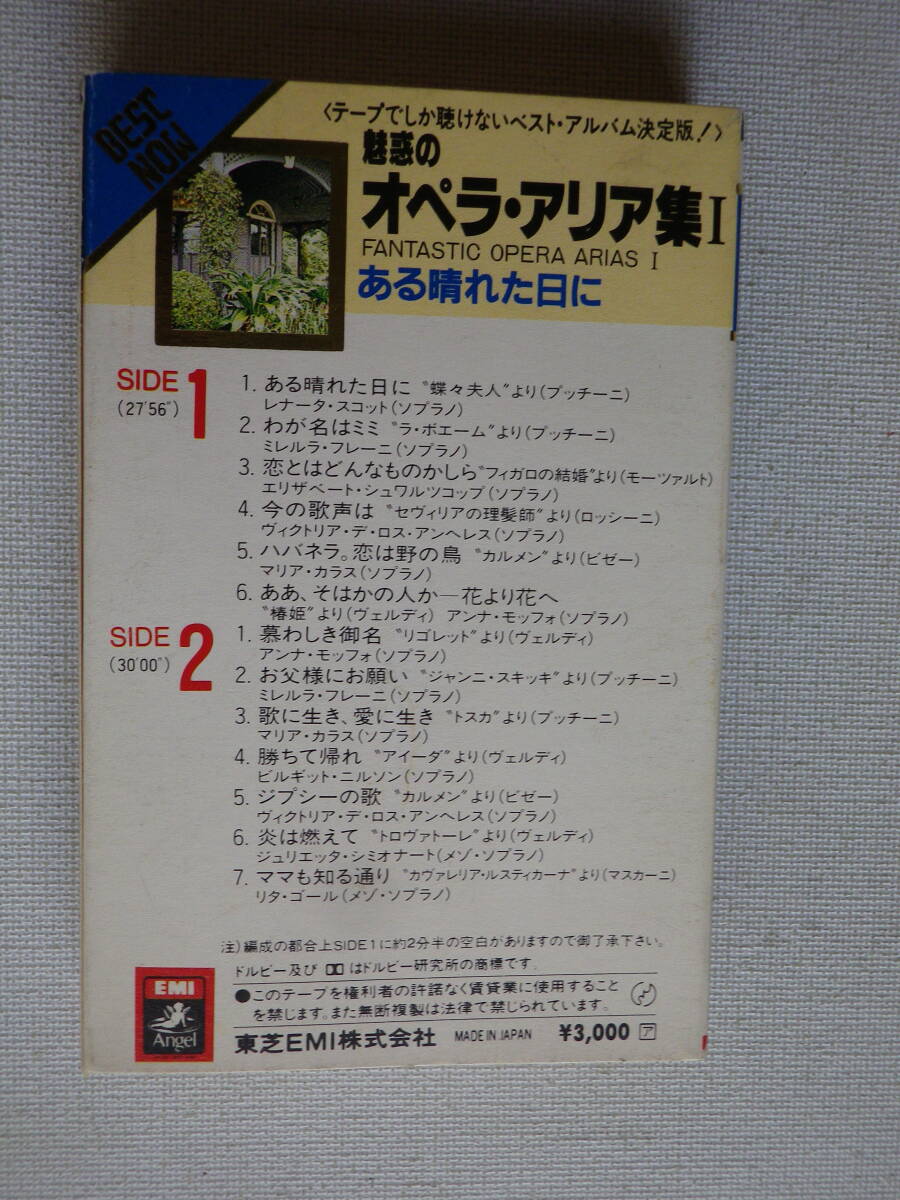 BEST
NOW
〈テープでしか聴けないベスト・アルバム決定版!〉
魅惑の
オペラ・アリア集I
FANTASTIC OPERA ARIAS I
ある晴れた日に
SIDE 1
(27′56″)
1. ある晴れた日に〝蝶々夫人〟より(プッチーニ)
レナータ・スコット(ソプラノ)
2. わが名はミミ〝ラ・ボエーム〟より(プッチーニ)
ミレルラ・フレーニ(ソプラノ)
3. 恋とはどんなものかしら〝フィガロの結婚〟より(モーツァルト)
エリザベート・シュワルツコップ(ソプラノ)
4. 今の歌声は〝セヴィリアの理髪師〟より(ロッシーニ)
ヴィクトリア・デ・ロス・アンヘレス(ソプラノ)
5. ハバネラ。恋は野の鳥〝カルメン〟より(ビゼー)
マリア・カラス(ソプラノ)
6. ああ、そはかの人か―花より花へ
〝椿姫〟より(ヴェルディ) アンナ・モッフォ(ソプラノ)
SIDE 2
(30′00″)
1. 慕わしき御名〝リゴレット〟より(ヴェルディ)
アンナ・モッフォ(ソプラノ)
2. お父様にお願い〝ジャンニ・スキッキ〟より(プッチーニ)
ミレルラ・フレーニ(ソプラノ)
3. 歌に生き、愛に生き〝トスカ〟より(プッチーニ)
マリア・カラス(ソプラノ)
4. 勝ちて帰れ〝アイーダ〟より(ヴェルディ)
ビルギット・ニルソン(ソプラノ)
5. ジプシーの歌〝カルメン〟より(ビゼー)
ヴィクトリア・デ・ロス・アンヘレス(ソプラノ)
6. 炎は燃えて〝トロヴァトーレ〟より(ヴェルディ)
ジュリエッタ・シミオナート(メゾ・ソプラノ)
7. ママも知る通り〝カヴァレリア・ルスティカーナ〟より(マスカーニ)
リタ・ゴール(メゾ・ソプラノ)
注)編成の都合上SIDE1に約2分半の空白がありますので御了承下さい。
ドルビー及び はドルビー研究所の商標です.
●このテープを権利者の許諾なく賃貸業に使用すること
を禁じます。また無断複製は法律で禁じられています。
EMI
Angel
東芝EMI株式会社 MADE IN JAPAN ¥3,000 ア